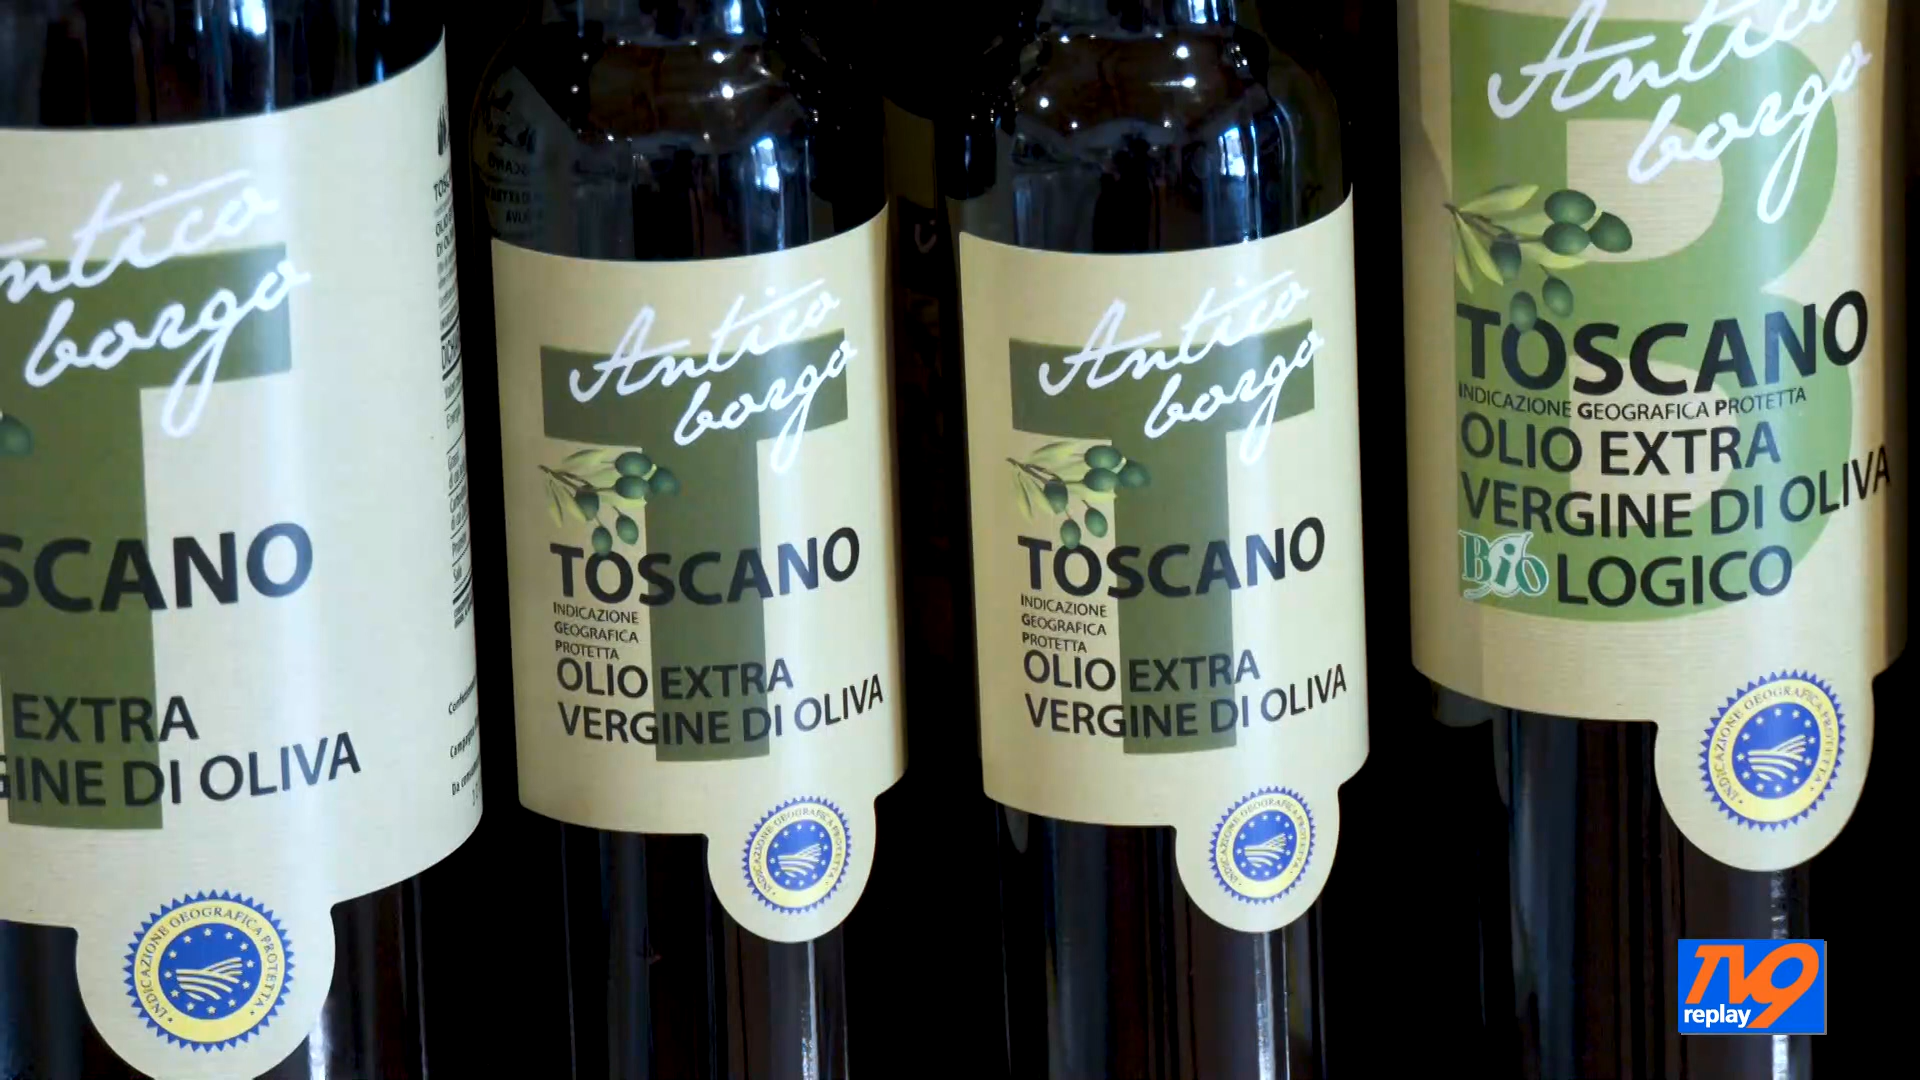 Antico
borgo
SCANO
EXTRA
GINE DI OLIVA
INDICAZIONE GEOGRAFICA PROTETTA
Antico
borgo
TOSCANO
INDICAZIONE
GEOGRAFICA
PROTETTA
OLIO EXTRA
VERGINE DI OLIVA
INDICAZIONE GEOGRAFICA PROTETTA
Antico
borgo
TOSCANO
INDICAZIONE
GEOGRAFICA
PROTETTA
OLIO EXTRA
VERGINE DI OLIVA
INDICAZIONE GEOGRAFICA PROTETTA
Antico
borgo
TOSCANO
INDICAZIONE GEOGRAFICA PROTETTA
OLIO EXTRA
VERGINE DI OLIVA
BiO LOGICO
INDICAZIONE GEOGRAFICA PROTETTA
TV9
replay